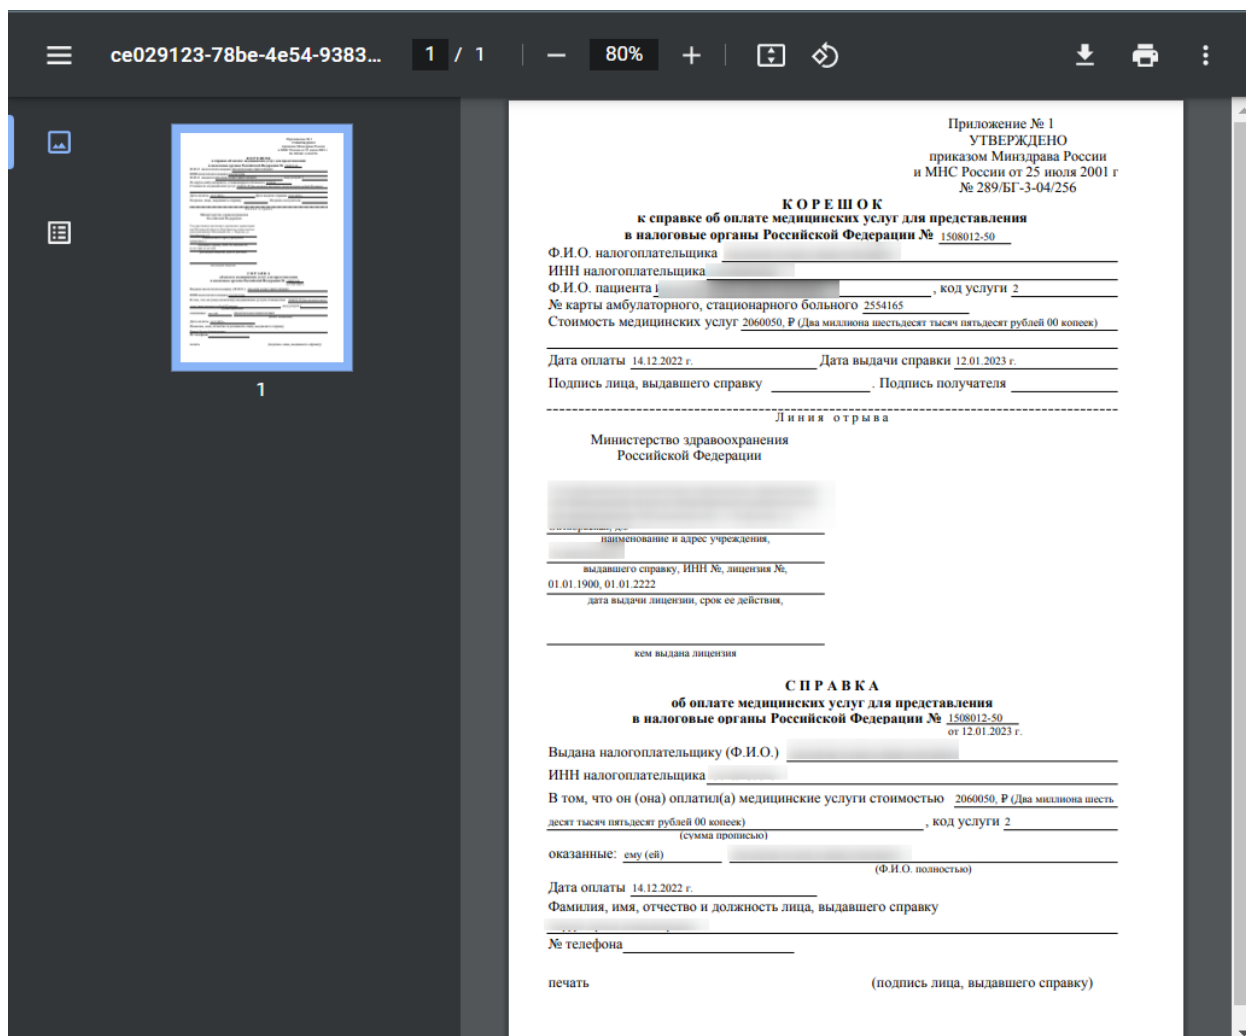 ce029123-78be-4e54-9383...
1 / 1
80%
1
Приложение № 1
УТВЕРЖДЕНО
приказом Минздрава России
и МНС России от 25 июля 2001 г
№ 289/БГ-3-04/256
КОРЕШОК
к справке об оплате медицинских услуг для представления
в налоговые органы Российской Федерации № 1508012-50
Ф.И.О. налогоплательщика
ИНН налогоплательщика
Ф.И.О. пациента , код услуги 2
№ карты амбулаторного, стационарного больного 2554165
Стоимость медицинских услуг 2060050, ₽ (Два миллиона шестьдесят тысяч пятьдесят рублей 00 копеек)
Дата оплаты 14.12.2022 г. Дата выдачи справки 12.01.2023 г.
Подпись лица, выдавшего справку . Подпись получателя
Линия отрыва
Министерство здравоохранения
Российской Федерации
наименование и адрес учреждения,
выдавшего справку, ИНН №, лицензия №,
01.01.1900, 01.01.2222
дата выдачи лицензии, срок ее действия,
кем выдана лицензия
СПРАВКА
об оплате медицинских услуг для представления
в налоговые органы Российской Федерации № 1508012-50
от 12.01.2023 г.
Выдана налогоплательщику (Ф.И.О.)
ИНН налогоплательщика
В том, что он (она) оплатил(а) медицинские услуги стоимостью 2060050, ₽ (Два миллиона шесть
десят тысяч пятьдесят рублей 00 копеек) , код услуги 2
(сумма прописью)
оказанные: ему (ей)
(Ф.И.О. полностью)
Дата оплаты 14.12.2022 г.
Фамилия, имя, отчество и должность лица, выдавшего справку
№ телефона
печать (подпись лица, выдавшего справку)